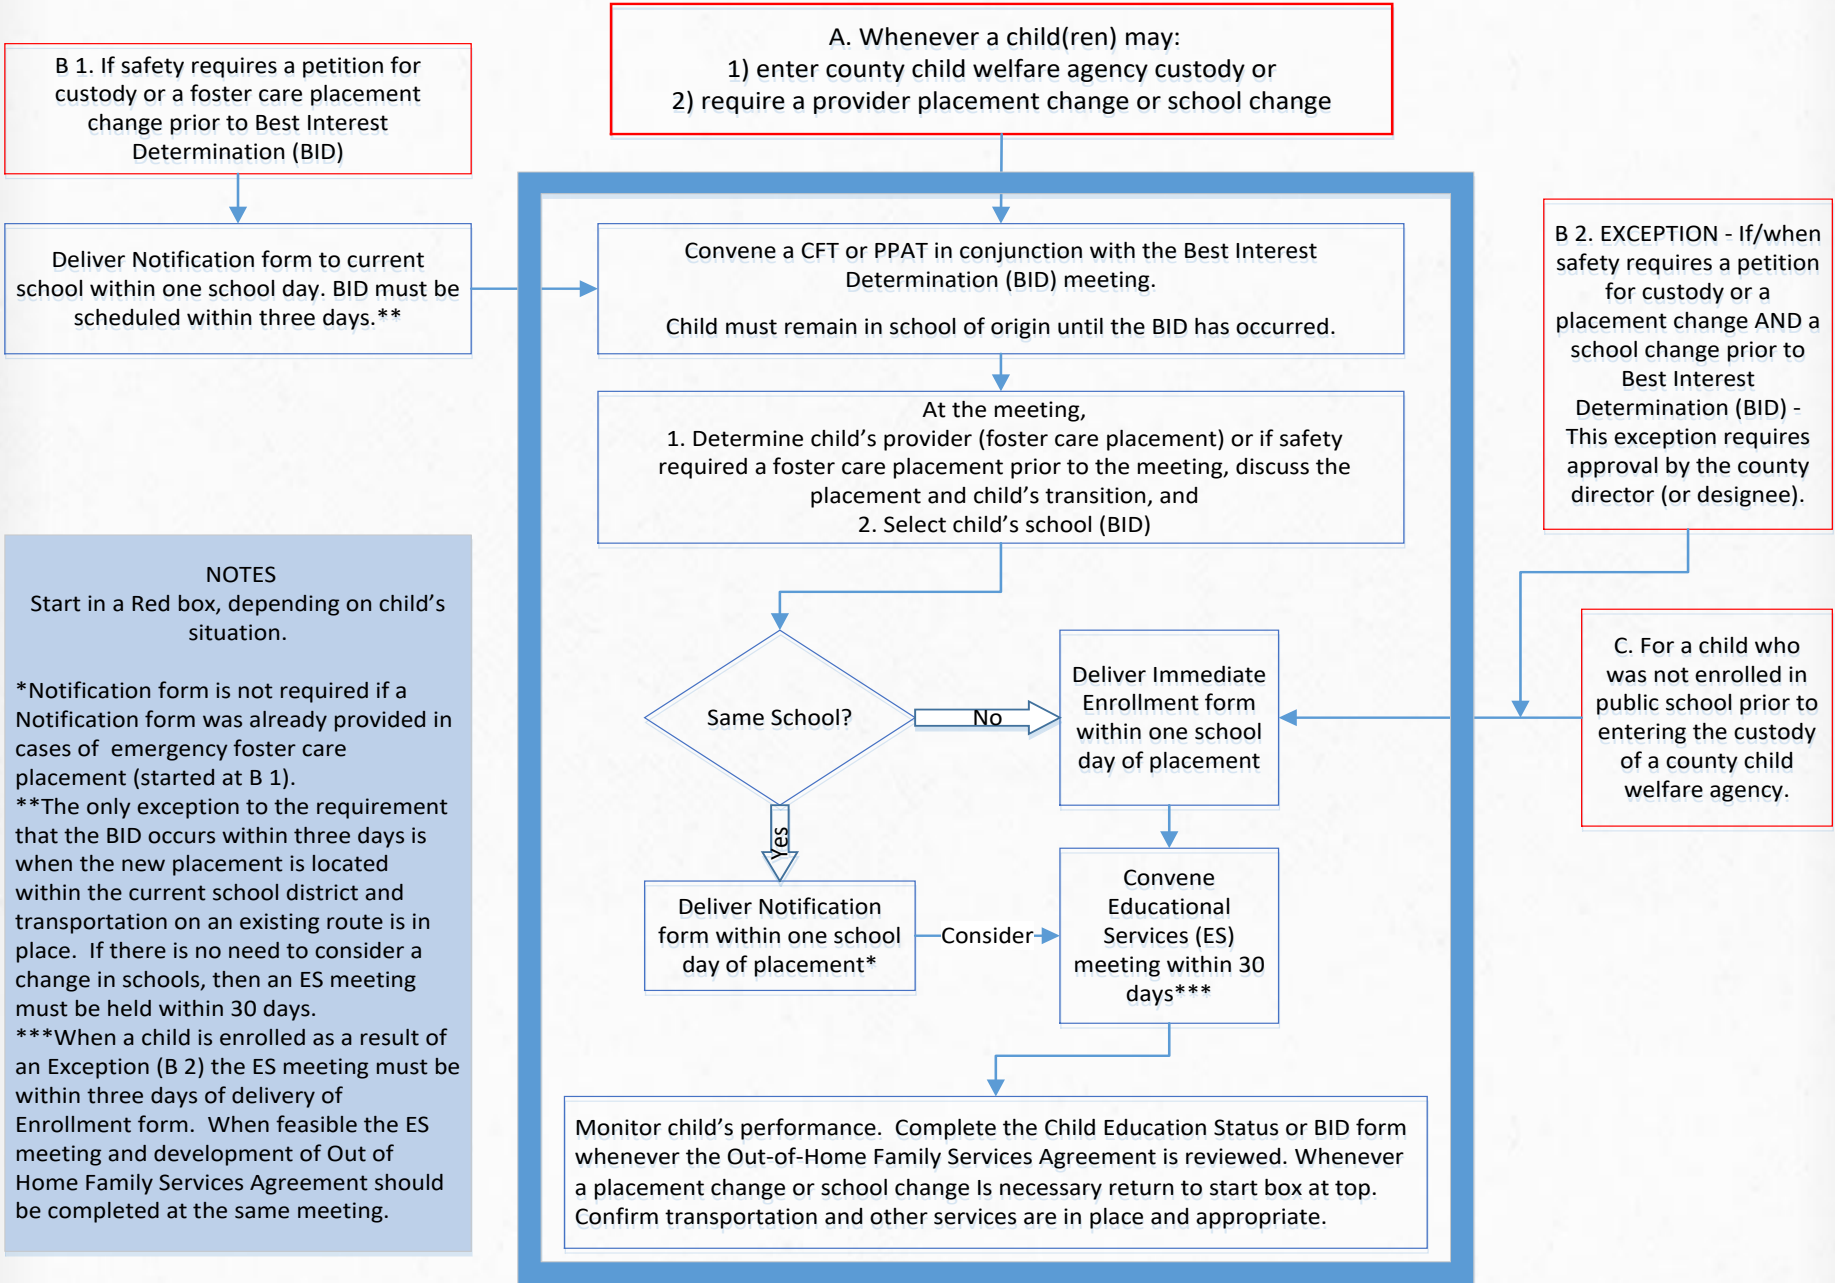 A. Whenever a child(ren) may:
1) enter county child welfare agency custody or
2) require a provider placement change or school change
B 1. If safety requires a petition for
custody or a foster care placement
change prior to Best Interest
Determination (BID)
Deliver Notification form to current
school within one school day. BID must be
scheduled within three days.**
Convene a CFT or PPAT in conjunction with the Best Interest
Determination (BID) meeting.
Child must remain in school of origin until the BID has occurred.
B 2. EXCEPTION - If/when
safety requires a petition
for custody or a
placement change AND a
school change prior to
Best Interest
Determination (BID) -
This exception requires
approval by the county
director (or designee).
At the meeting,
1. Determine child’s provider (foster care placement) or if safety
required a foster care placement prior to the meeting, discuss the
placement and child’s transition, and
2. Select child’s school (BID)
Same School?
No
Yes
Deliver Immediate
Enrollment form
within one school
day of placement
C. For a child who
was not enrolled in
public school prior to
entering the custody
of a county child
welfare agency.
Deliver Notification
form within one school
day of placement*
Consider
Convene
Educational
Services (ES)
meeting within 30
days***
Monitor child’s performance.  Complete the Child Education Status or BID form
whenever the Out-of-Home Family Services Agreement is reviewed. Whenever
a placement change or school change Is necessary return to start box at top.
Confirm transportation and other services are in place and appropriate.
NOTES
Start in a Red box, depending on child’s
situation.
*Notification form is not required if a
Notification form was already provided in
cases of  emergency foster care
placement (started at B 1).
**The only exception to the requirement
that the BID occurs within three days is
when the new placement is located
within the current school district and
transportation on an existing route is in
place.  If there is no need to consider a
change in schools, then an ES meeting
must be held within 30 days.
***When a child is enrolled as a result of
an Exception (B 2) the ES meeting must be
within three days of delivery of
Enrollment form.  When feasible the ES
meeting and development of Out of
Home Family Services Agreement should
be completed at the same meeting.